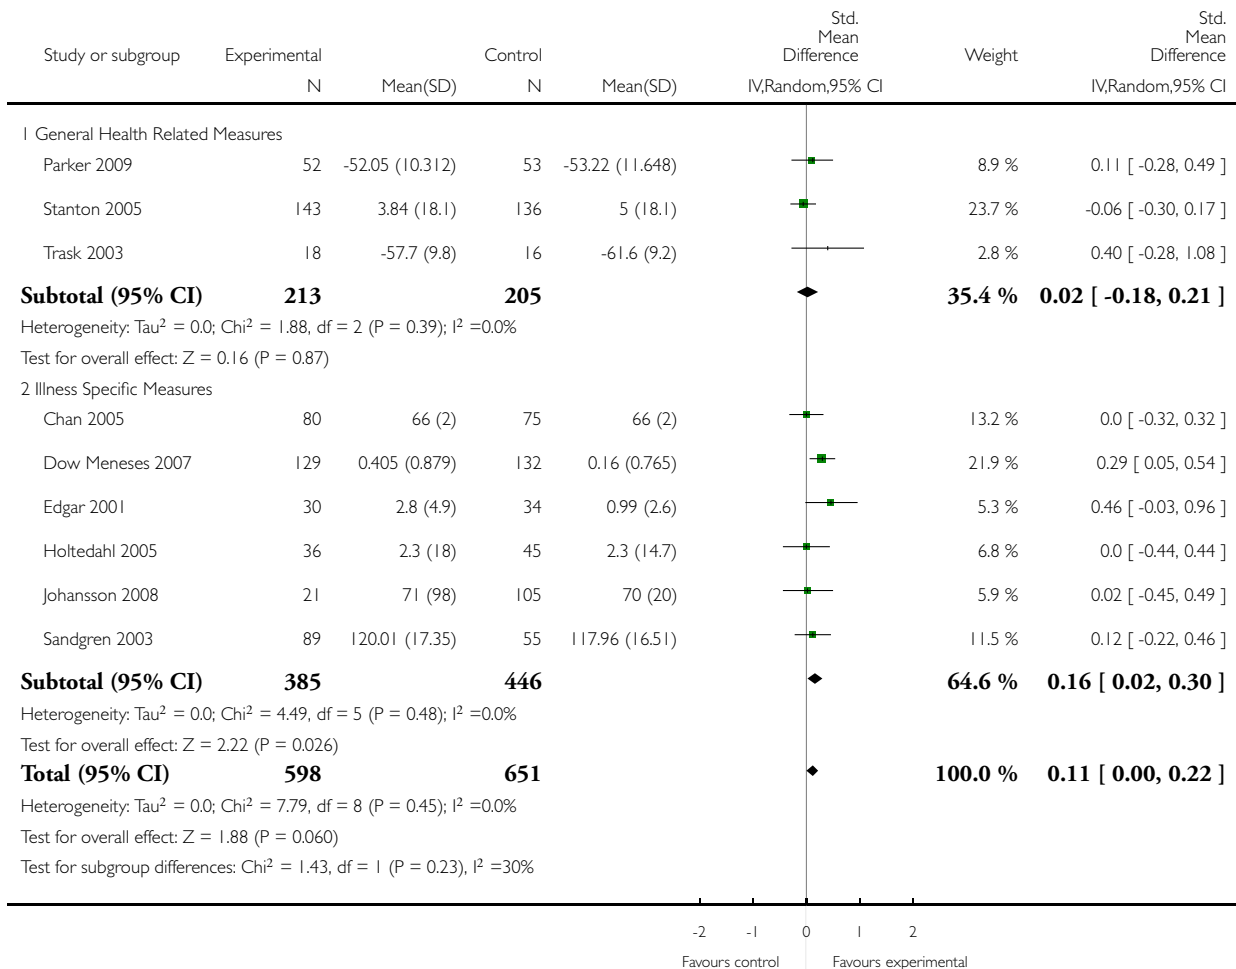 Study or subgroup Experimental Control Std. Mean Difference Weight Std. Mean Difference
N Mean(SD) N Mean(SD) IV,Random,95% CI IV,Random,95% CI
1 General Health Related Measures
Parker 2009 52 -52.05 (10.312) 53 -53.22 (11.648) 8.9 % 0.11 [ -0.28, 0.49 ]
Stanton 2005 143 3.84 (18.1) 136 5 (18.1) 23.7 % -0.06 [ -0.30, 0.17 ]
Trask 2003 18 -57.7 (9.8) 16 -61.6 (9.2) 2.8 % 0.40 [ -0.28, 1.08 ]
Subtotal (95% CI) 213 205 35.4 % 0.02 [ -0.18, 0.21 ]
Heterogeneity: Tau² = 0.0; Chi² = 1.88, df = 2 (P = 0.39); I² =0.0%
Test for overall effect: Z = 0.16 (P = 0.87)
2 Illness Specific Measures
Chan 2005 80 66 (2) 75 66 (2) 13.2 % 0.0 [ -0.32, 0.32 ]
Dow Meneses 2007 129 0.405 (0.879) 132 0.16 (0.765) 21.9 % 0.29 [ 0.05, 0.54 ]
Edgar 2001 30 2.8 (4.9) 34 0.99 (2.6) 5.3 % 0.46 [ -0.03, 0.96 ]
Holtedahl 2005 36 2.3 (18) 45 2.3 (14.7) 6.8 % 0.0 [ -0.44, 0.44 ]
Johansson 2008 21 71 (98) 105 70 (20) 5.9 % 0.02 [ -0.45, 0.49 ]
Sandgren 2003 89 120.01 (17.35) 55 117.96 (16.51) 11.5 % 0.12 [ -0.22, 0.46 ]
Subtotal (95% CI) 385 446 64.6 % 0.16 [ 0.02, 0.30 ]
Heterogeneity: Tau² = 0.0; Chi² = 4.49, df = 5 (P = 0.48); I² =0.0%
Test for overall effect: Z = 2.22 (P = 0.026)
Total (95% CI) 598 651 100.0 % 0.11 [ 0.00, 0.22 ]
Heterogeneity: Tau² = 0.0; Chi² = 7.79, df = 8 (P = 0.45); I² =0.0%
Test for overall effect: Z = 1.88 (P = 0.060)
Test for subgroup differences: Chi² = 1.43, df = 1 (P = 0.23), I² =30%
-2 -1 0 1 2
Favours control Favours experimental